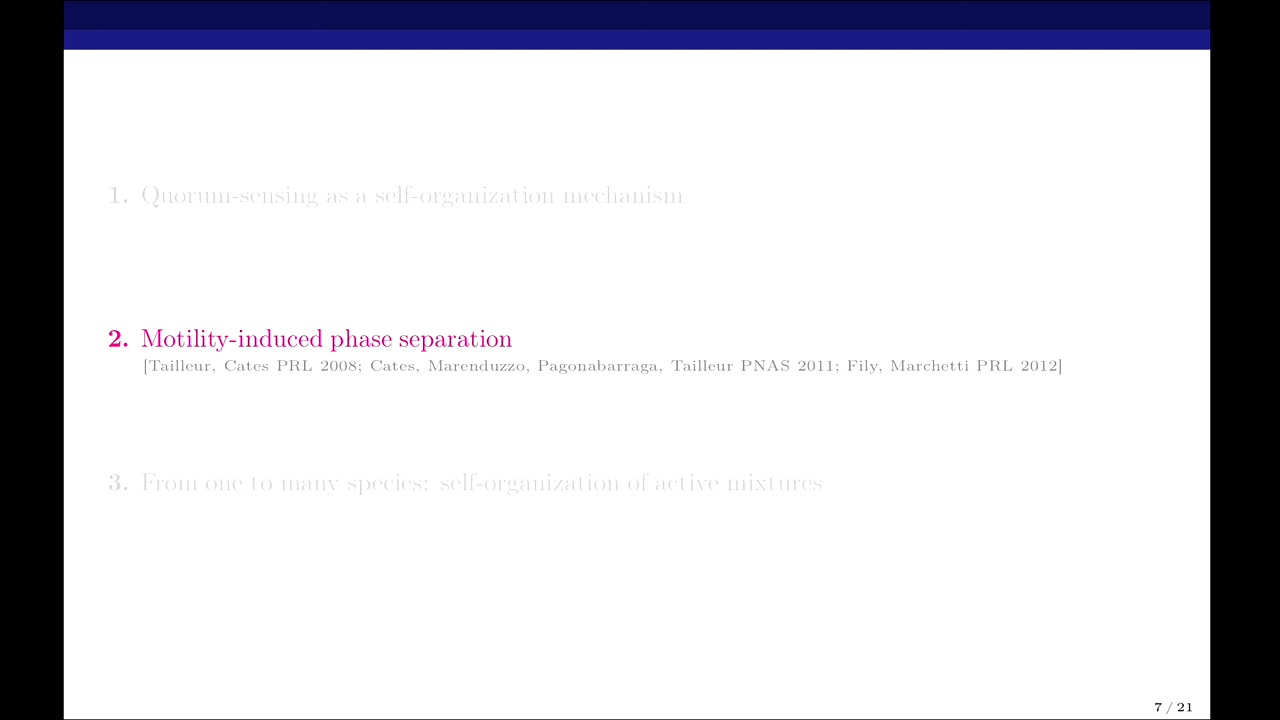 1. Quorum-sensing as a self-organization mechanism
2. Motility-induced phase separation
[Tailleur, Cates PRL 2008; Cates, Marenduzzo, Pagonabarraga, Tailleur PNAS 2011; Fily, Marchetti PRL 2012]
3. From one to many species: self-organization of active mixtures
7 / 21